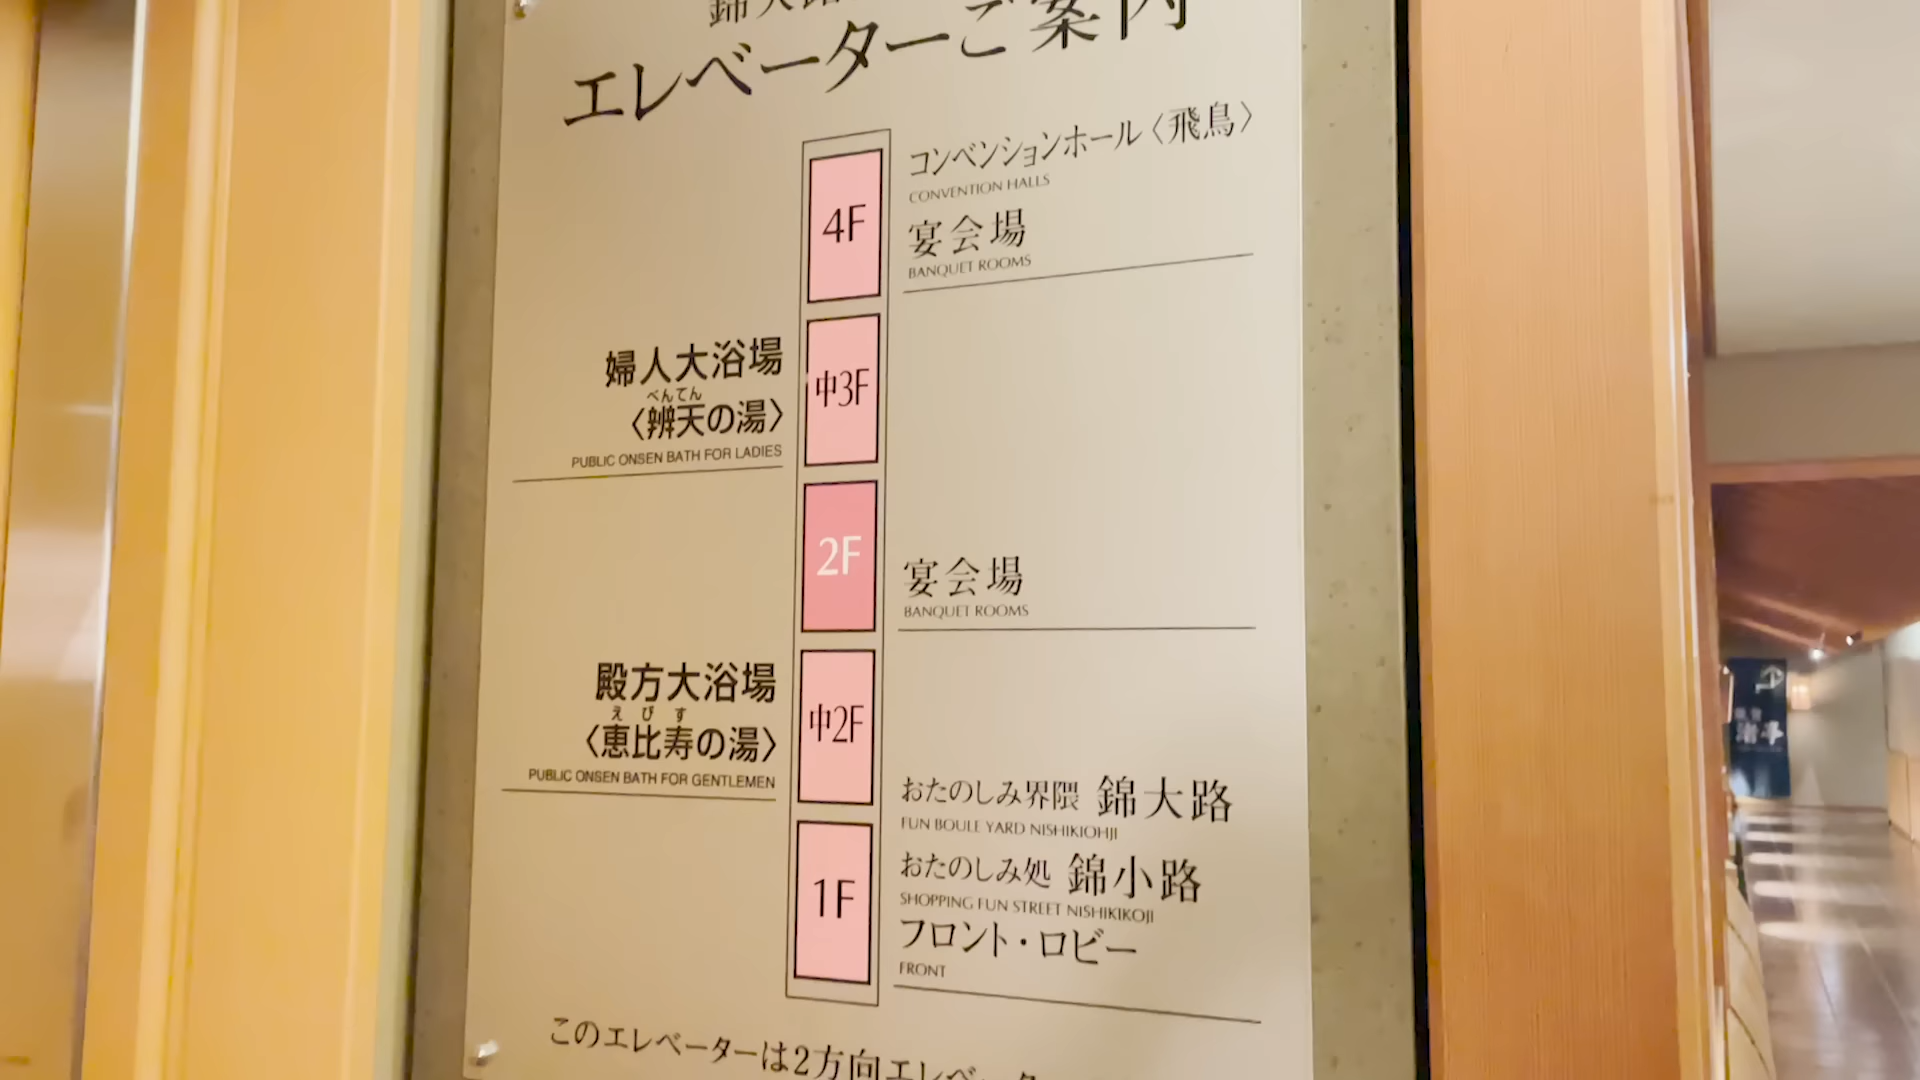 錦大路
エレベーターご案内
4F
コンベンションホール〈飛鳥〉
CONVENTION HALLS
宴会場
BANQUET ROOMS
婦人大浴場
べんてん
〈辨天の湯〉
PUBLIC ONSEN BATH FOR LADIES
中3F
2F
宴会場
BANQUET ROOMS
殿方大浴場
えびす
〈恵比寿の湯〉
PUBLIC ONSEN BATH FOR GENTLEMEN
中2F
おたのしみ界隈 錦大路
FUN BOULE YARD NISHIKIOHJI
1F
おたのしみ処 錦小路
SHOPPING FUN STREET NISHIKIKOJI
フロント・ロビー
FRONT
このエレベーターは2方向エレベータ